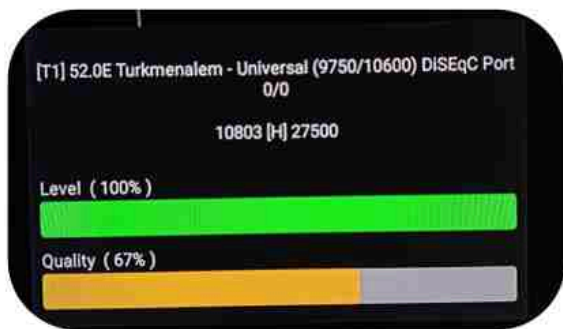 [T1] 52.0E Turkmenalem - Universal (9750/10600) DiSEqC Port
0/0
10803 [H] 27500
Level ( 100% )
Quality ( 67% )